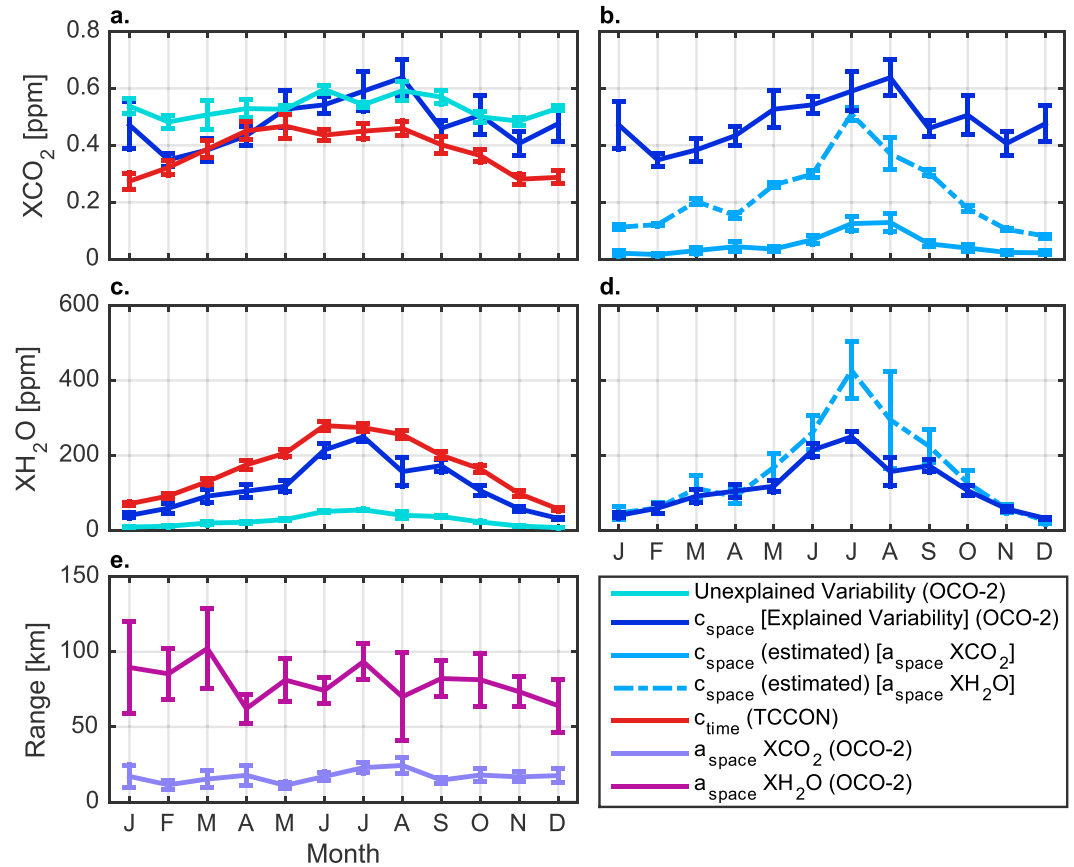 a.
b.
0.8
0.6
0.4
0.2
0
XCO2 [ppm]
c.
d.
600
400
200
0
XH2O [ppm]
J F M A M J J A S O N D
e.
150
100
50
0
Range [km]
J F M A M J J A S O N D
Month
Unexplained Variability (OCO-2)
cspace [Explained Variability] (OCO-2)
cspace (estimated) [aspace XCO2]
cspace (estimated) [aspace XH2O]
ctime (TCCON)
aspace XCO2 (OCO-2)
aspace XH2O (OCO-2)